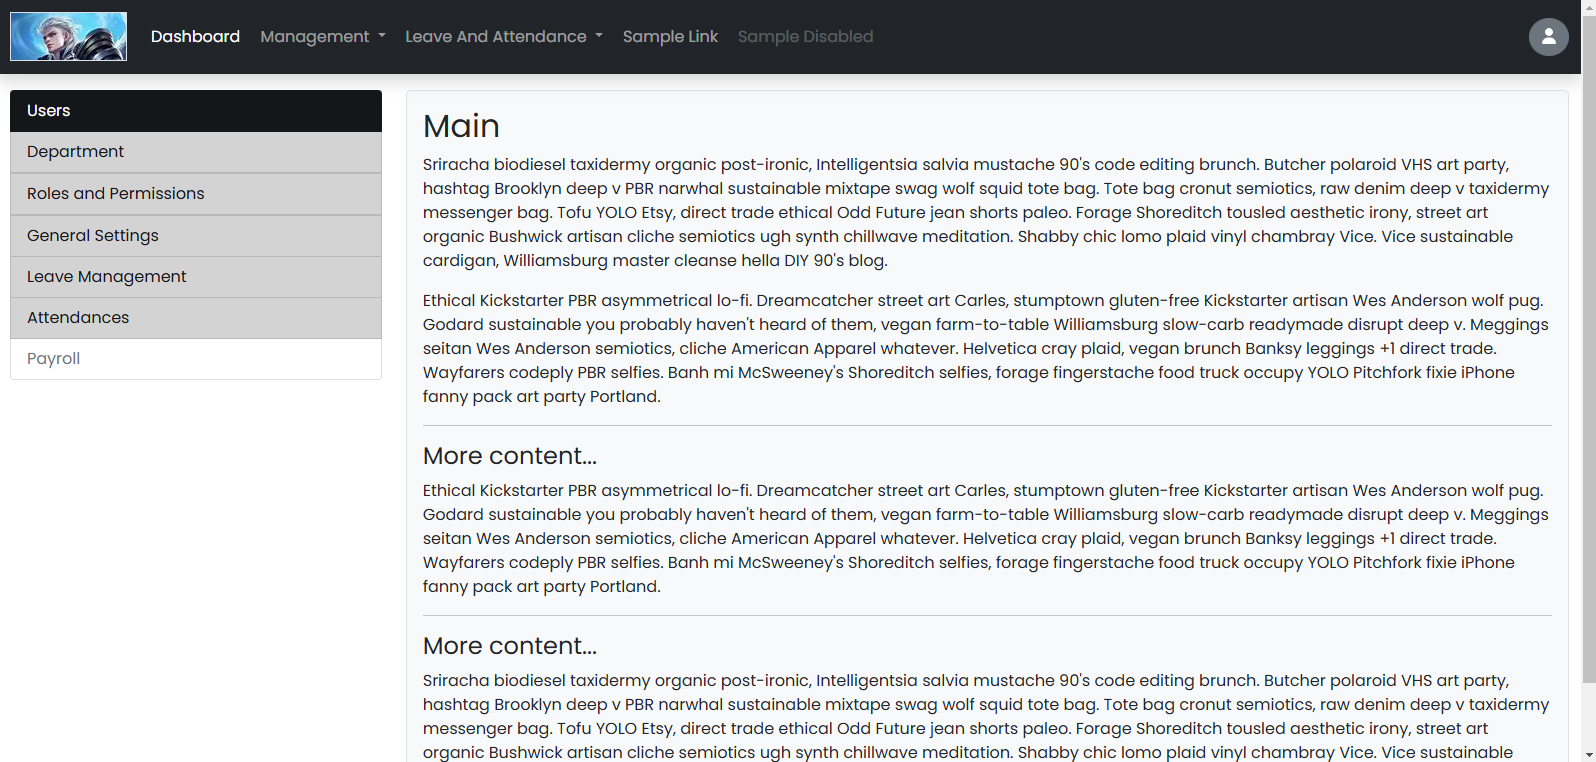 Dashboard Management Leave And Attendance Sample Link Sample Disabled
Users
Department
Roles and Permissions
General Settings
Leave Management
Attendances
Payroll
Main
Sriracha biodiesel taxidermy organic post-ironic, Intelligentsia salvia mustache 90's code editing brunch. Butcher polaroid VHS art party,
hashtag Brooklyn deep v PBR narwhal sustainable mixtape swag wolf squid tote bag. Tote bag cronut semiotics, raw denim deep v taxidermy
messenger bag. Tofu YOLO Etsy, direct trade ethical Odd Future jean shorts paleo. Forage Shoreditch tousled aesthetic irony, street art
organic Bushwick artisan cliche semiotics ugh synth chillwave meditation. Shabby chic lomo plaid vinyl chambray Vice. Vice sustainable
cardigan, Williamsburg master cleanse hella DIY 90's blog.
Ethical Kickstarter PBR asymmetrical lo-fi. Dreamcatcher street art Carles, stumptown gluten-free Kickstarter artisan Wes Anderson wolf pug.
Godard sustainable you probably haven't heard of them, vegan farm-to-table Williamsburg slow-carb readymade disrupt deep v. Meggings
seitan Wes Anderson semiotics, cliche American Apparel whatever. Helvetica cray plaid, vegan brunch Banksy leggings +1 direct trade.
Wayfarers codeply PBR selfies. Banh mi McSweeney's Shoreditch selfies, forage fingerstache food truck occupy YOLO Pitchfork fixie iPhone
fanny pack art party Portland.
More content...
Ethical Kickstarter PBR asymmetrical lo-fi. Dreamcatcher street art Carles, stumptown gluten-free Kickstarter artisan Wes Anderson wolf pug.
Godard sustainable you probably haven't heard of them, vegan farm-to-table Williamsburg slow-carb readymade disrupt deep v. Meggings
seitan Wes Anderson semiotics, cliche American Apparel whatever. Helvetica cray plaid, vegan brunch Banksy leggings +1 direct trade.
Wayfarers codeply PBR selfies. Banh mi McSweeney's Shoreditch selfies, forage fingerstache food truck occupy YOLO Pitchfork fixie iPhone
fanny pack art party Portland.
More content...
Sriracha biodiesel taxidermy organic post-ironic, Intelligentsia salvia mustache 90's code editing brunch. Butcher polaroid VHS art party,
hashtag Brooklyn deep v PBR narwhal sustainable mixtape swag wolf squid tote bag. Tote bag cronut semiotics, raw denim deep v taxidermy
messenger bag. Tofu YOLO Etsy, direct trade ethical Odd Future jean shorts paleo. Forage Shoreditch tousled aesthetic irony, street art
organic Bushwick artisan cliche semiotics ugh synth chillwave meditation. Shabby chic lomo plaid vinyl chambray Vice. Vice sustainable